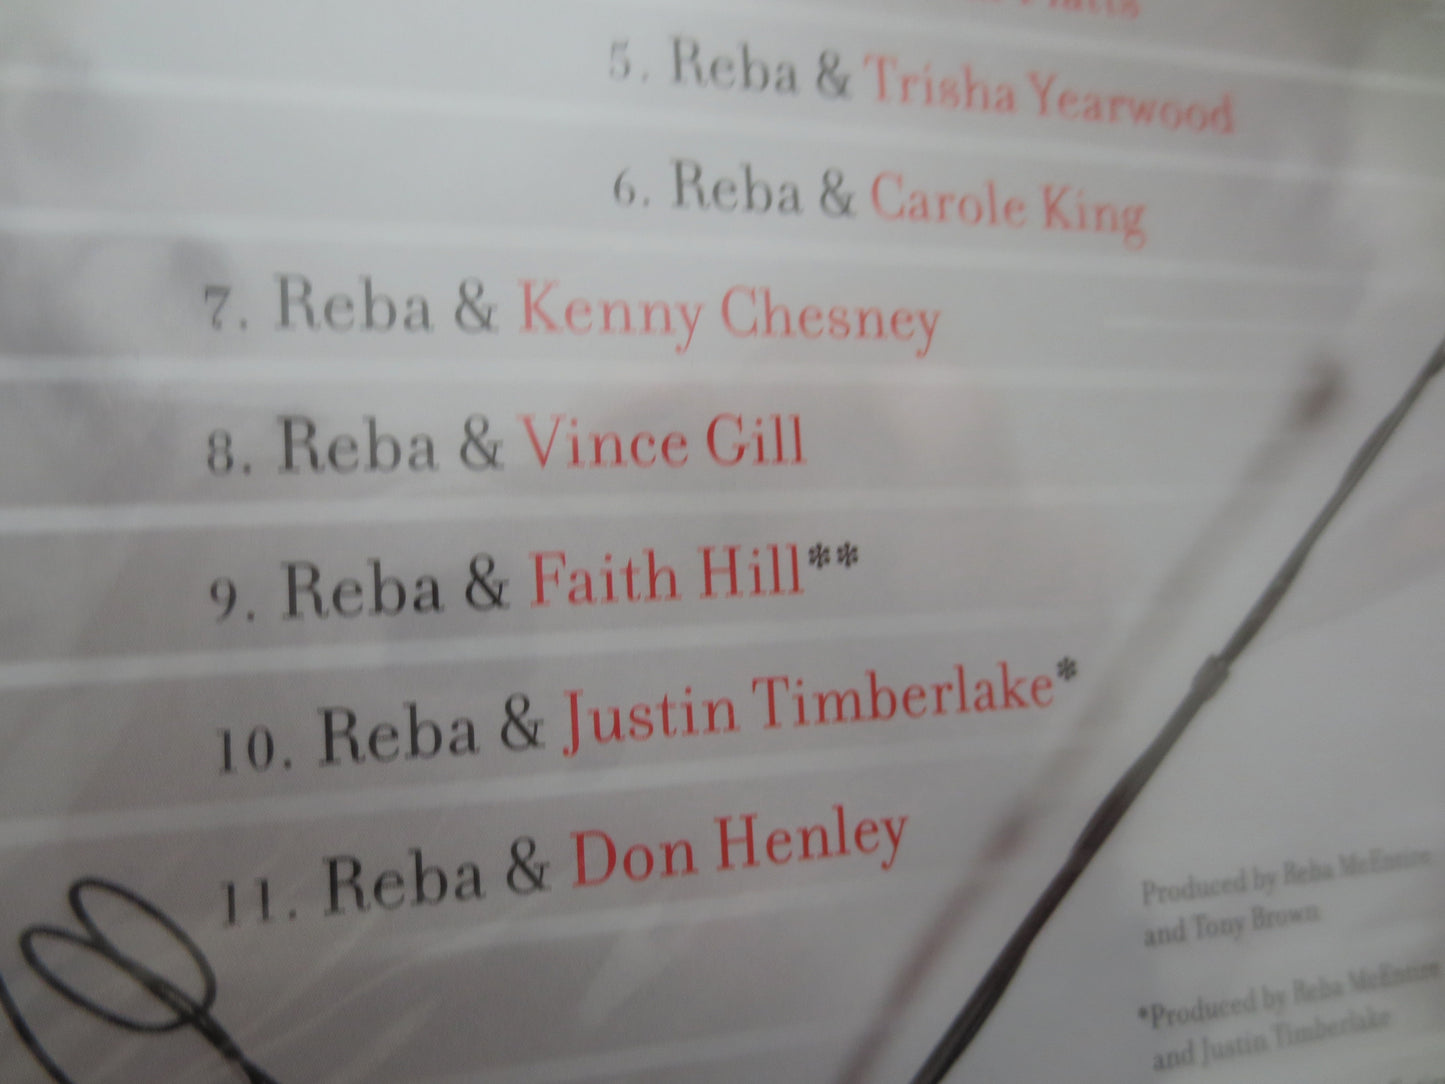 5. Reba & Trisha Yearwood
6. Reba & Carole King
7. Reba & Kenny Chesney
8. Reba & Vince Gill
9. Reba & Faith Hill**
10. Reba & Justin Timberlake*
11. Reba & Don Henley
Produced by Reba McEntire
and Tony Brown
*Produced by Reba McEntire
and Justin Timberlake